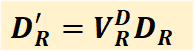 D′_R = V_R^D D_R